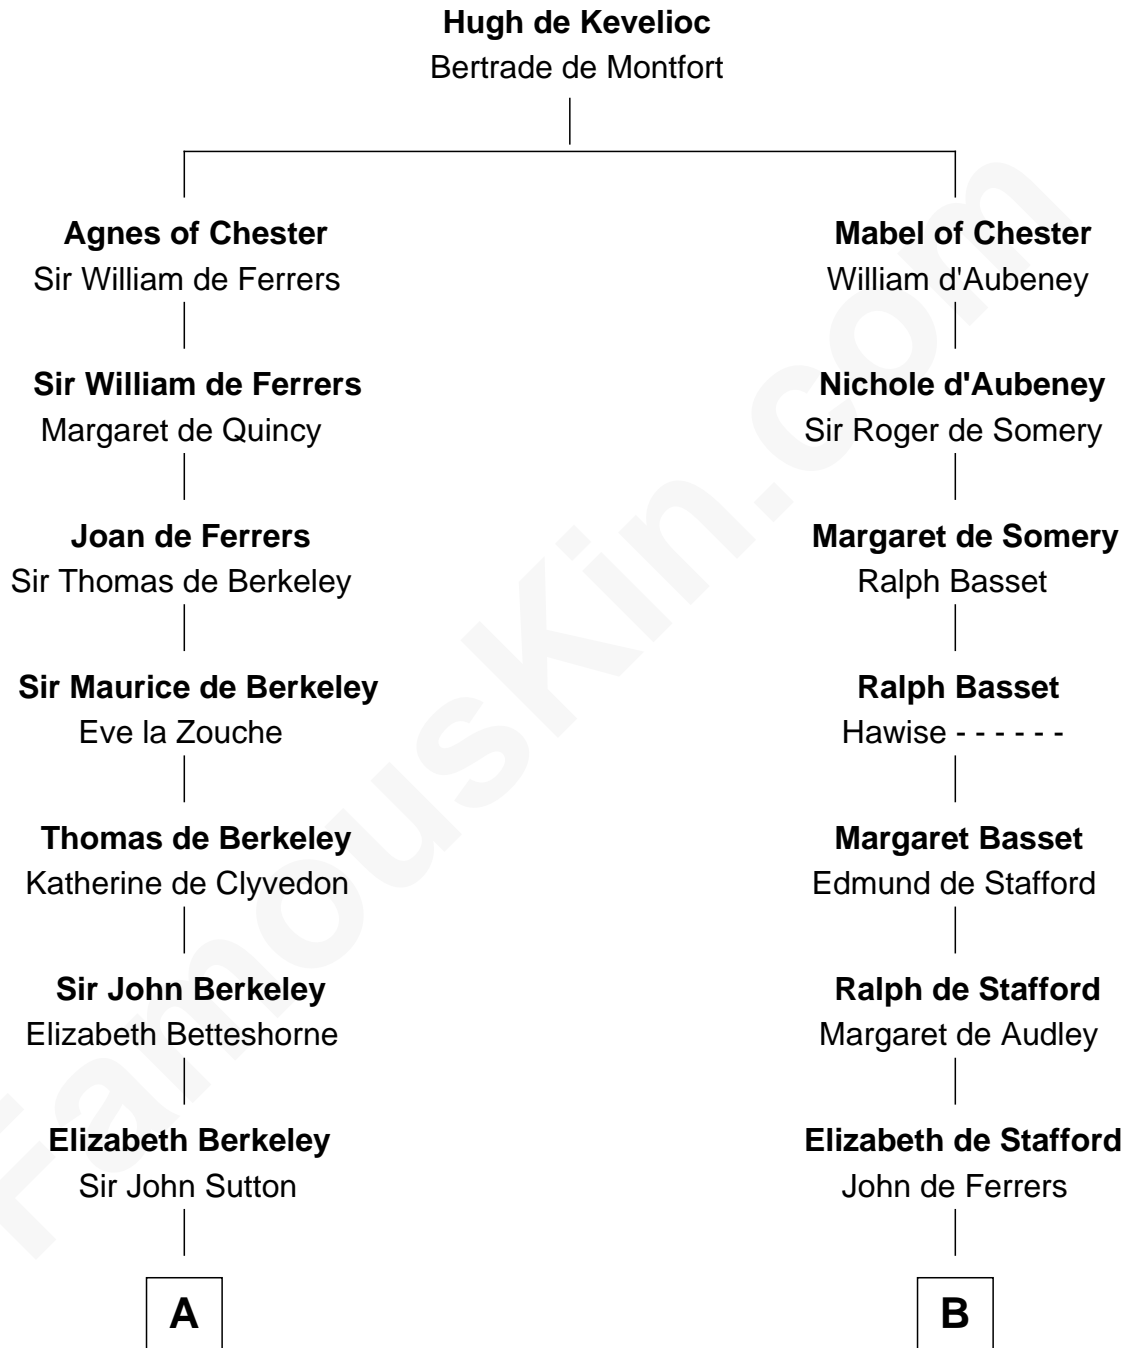 Hugh de Kevelioc
Bertrade de Montfort
Agnes of Chester
Sir William de Ferrers
Mabel of Chester
William d'Aubeney
Sir William de Ferrers
Margaret de Quincy
Nichole d'Aubeney
Sir Roger de Somery
Joan de Ferrers
Sir Thomas de Berkeley
Margaret de Somery
Ralph Basset
Sir Maurice de Berkeley
Eve la Zouche
Ralph Basset
Hawise - - - - - -
Thomas de Berkeley
Katherine de Clyvedon
Margaret Basset
Edmund de Stafford
Sir John Berkeley
Elizabeth Betteshorne
Ralph de Stafford
Margaret de Audley
Elizabeth Berkeley
Sir John Sutton
Elizabeth de Stafford
John de Ferrers
A
B
FamousKin.com